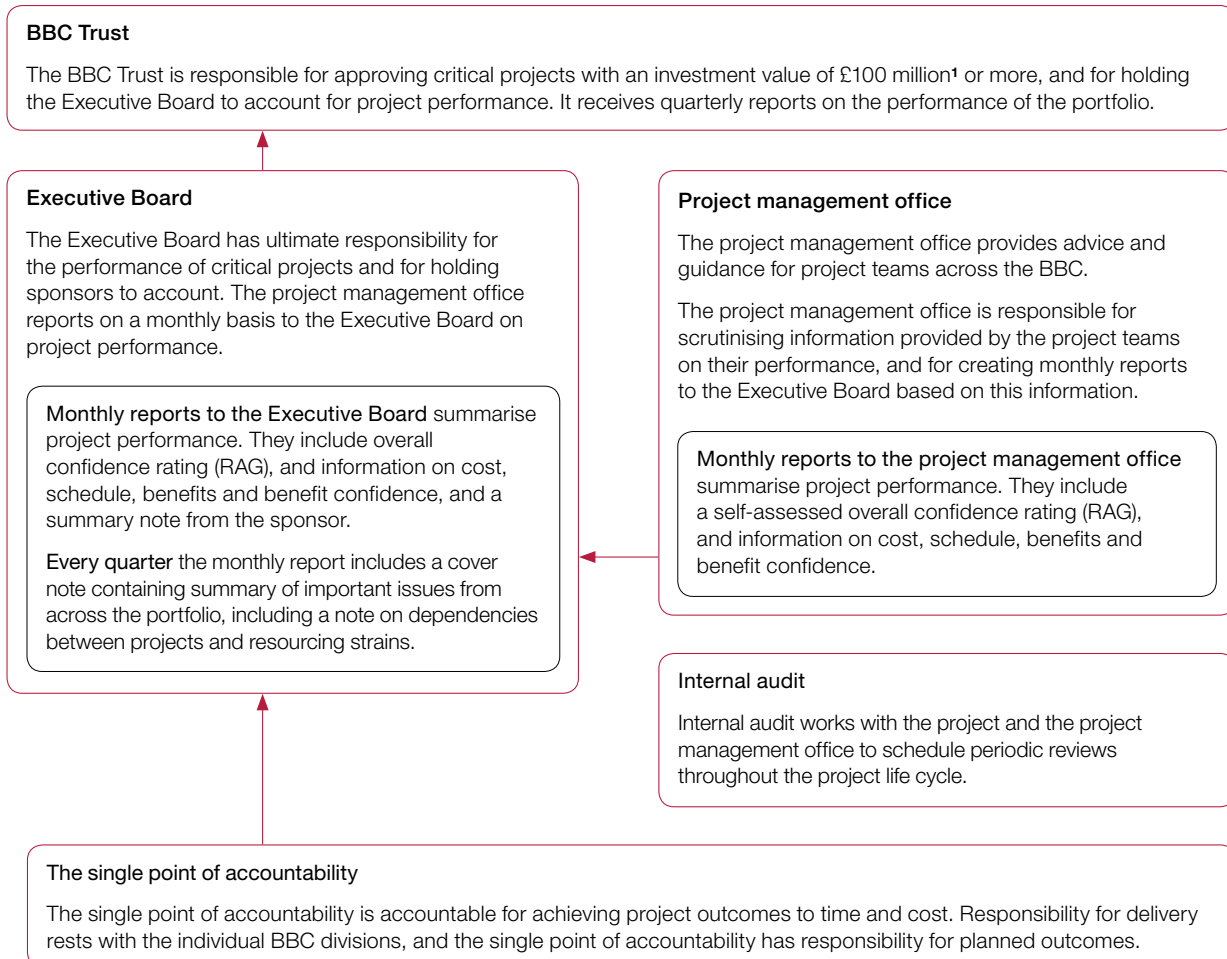 BBC Trust
The BBC Trust is responsible for approving critical projects with an investment value of £100 million¹ or more, and for holding
the Executive Board to account for project performance. It receives quarterly reports on the performance of the portfolio.
Executive Board
The Executive Board has ultimate responsibility for
the performance of critical projects and for holding
sponsors to account. The project management office
reports on a monthly basis to the Executive Board on
project performance.
Monthly reports to the Executive Board summarise
project performance. They include overall
confidence rating (RAG), and information on cost,
schedule, benefits and benefit confidence, and a
summary note from the sponsor.
Every quarter the monthly report includes a cover
note containing summary of important issues from
across the portfolio, including a note on dependencies
between projects and resourcing strains.
Project management office
The project management office provides advice and
guidance for project teams across the BBC.
The project management office is responsible for
scrutinising information provided by the project teams
on their performance, and for creating monthly reports
to the Executive Board based on this information.
Monthly reports to the project management office
summarise project performance. They include
a self-assessed overall confidence rating (RAG),
and information on cost, schedule, benefits and
benefit confidence.
Internal audit
Internal audit works with the project and the project
management office to schedule periodic reviews
throughout the project life cycle.
The single point of accountability
The single point of accountability is accountable for achieving project outcomes to time and cost. Responsibility for delivery
rests with the individual BBC divisions, and the single point of accountability has responsibility for planned outcomes.